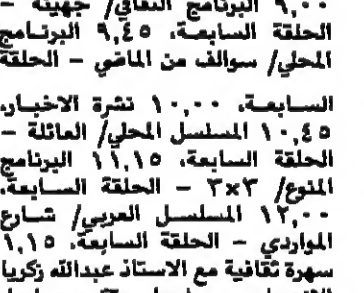 ٩,٠٠ البرنامج الثقافي/ جهينة –
الحلقة السابعة، ٩,٤٥ البرنامج
المحلي/ سوالف من الماضي – الحلقة
السابعة، ١٠,٠٠ نشرة الاخبار،
١٠,٤٥ المسلسل المحلي/ العائلة –
الحلقة السابعة، ١١,١٥ البرنامج
المنوع/ ٣×٣ – الحلقة السابعة،
١٢,٠٠ المسلسل العربي/ شارع
المواردي – الحلقة السابعة، ١,١٥
سهرة ثقافية مع الاستاذ عبدالله زكريا